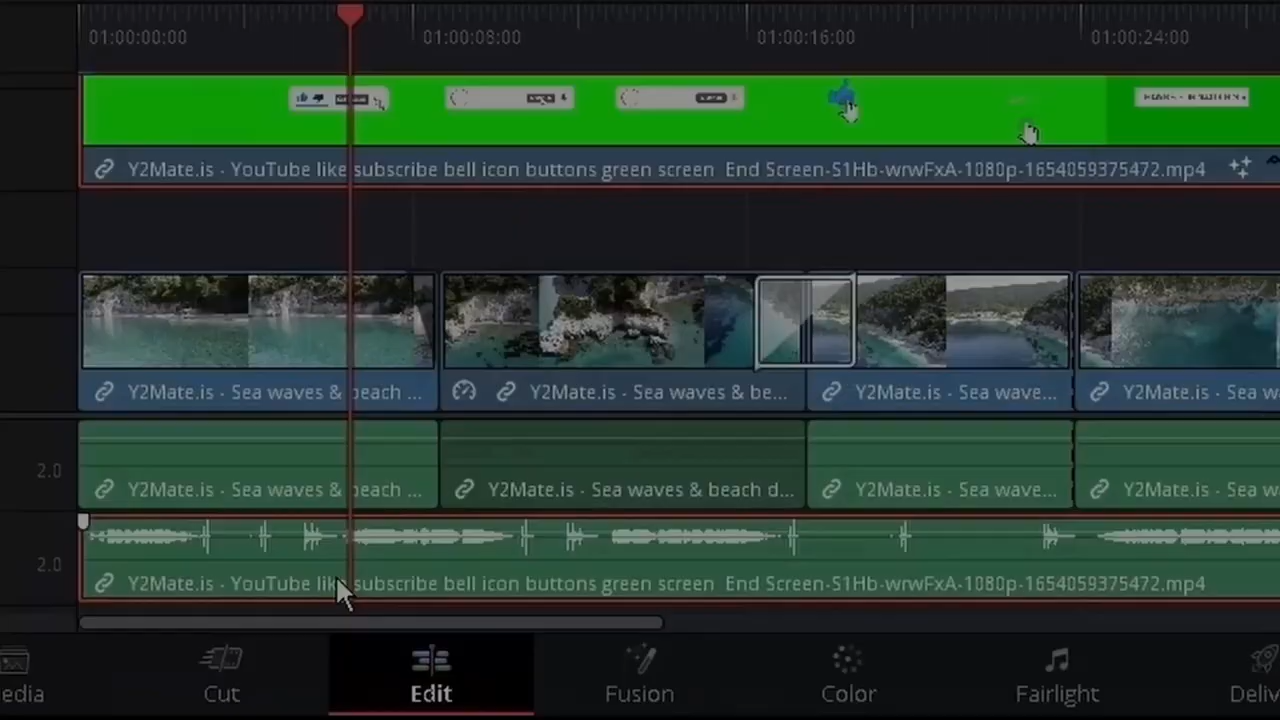 01:00:00:00 01:00:08:00 01:00:16:00 01:00:24:00
Y2Mate.is - YouTube like subscribe bell icon buttons green screen End Screen-S1Hb-wrwFxA-1080p-1654059375472.mp4
Y2Mate.is - Sea waves & beach ... Y2Mate.is - Sea waves & be... Y2Mate.is - Sea wave... Y2Mate.is - Sea w
2.0 Y2Mate.is - Sea waves & beach ... Y2Mate.is - Sea waves & beach d... Y2Mate.is - Sea wave... Y2Mate.is - Sea w
2.0 Y2Mate.is - YouTube like subscribe bell icon buttons green screen End Screen-S1Hb-wrwFxA-1080p-1654059375472.mp4
edia Cut Edit Fusion Color Fairlight Deliv